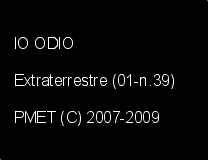 IO ODIO
Extraterrestre (01-n.39)
PMET (C) 2007-2009